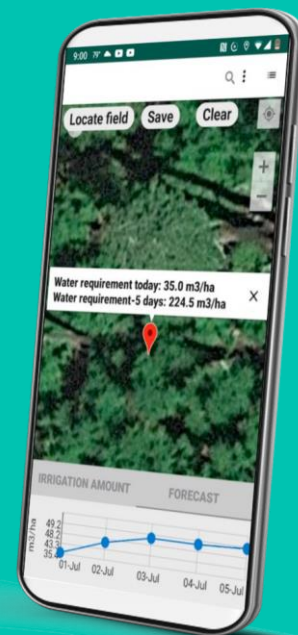 9:00
Locate field
Save
Clear
+
−
Water requirement today: 35.0 m3/ha
Water requirement-5 days: 224.5 m3/ha
X
IRRIGATION AMOUNT
FORECAST
m3/ha
49.2
48.2
43.3
01-Jul
02-Jul
03-Jul
04-Jul
05-Jul